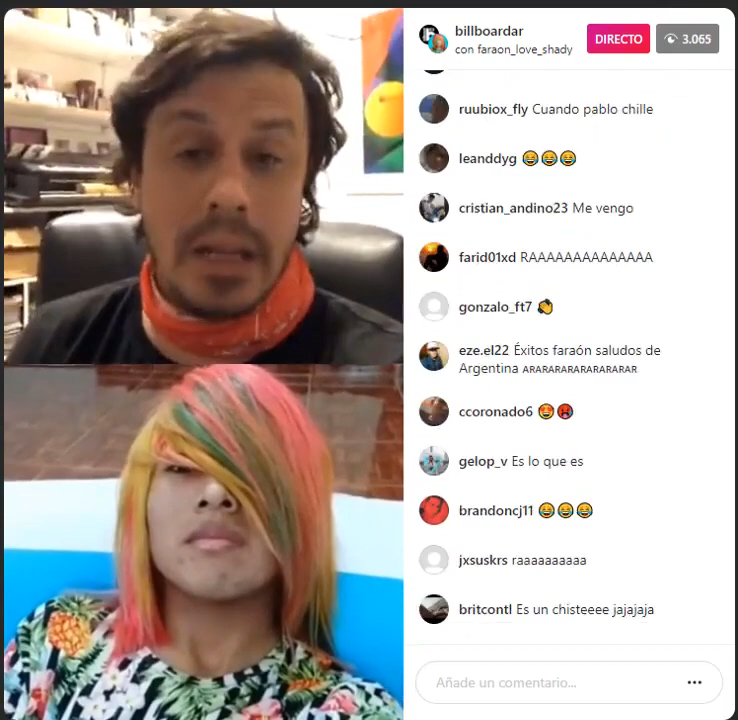 billboardar
con faraon_love_shady
DIRECTO
3.065
ruubiox_fly Cuando pablo chille
leanddyg 😂😂😂
cristian_andino23 Me vengo
farid01xd RAAAAAAAAAAAAAA
gonzalo_ft7 👏
eze.el22 Éxitos faraón saludos de
Argentina ᴀʀᴀʀᴀʀᴀʀᴀʀᴀʀᴀʀᴀʀ
ccoronado6 🤩🤬
gelop_v Es lo que es
brandoncj11 😂😂😂
jxsuskrs raaaaaaaaaa
britcontl Es un chisteeee jajajaja
Añade un comentario...